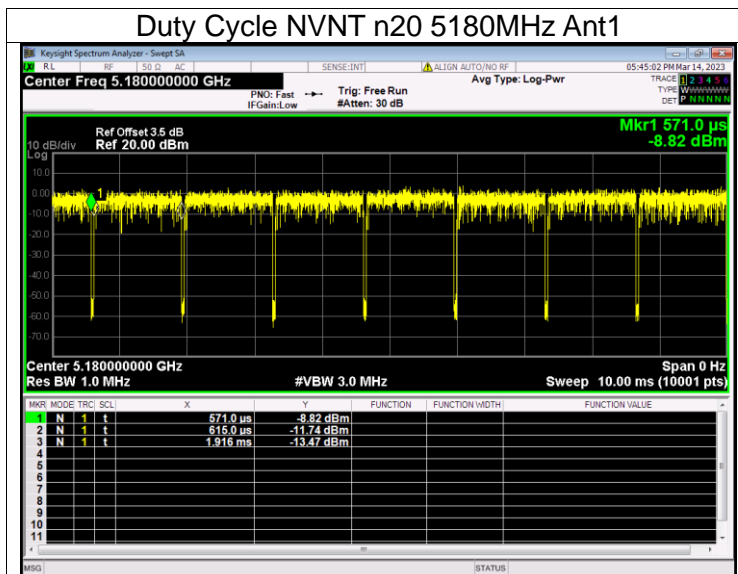 Duty Cycle NVNT n20 5180MHz Ant1
Keysight Spectrum Analyzer - Swept SA
RL RF 50 Ω AC SENSE:INT ALIGN AUTO/NO RF 05:45:02 PM Mar 14, 2023
Center Freq 5.180000000 GHz
PNO: Fast
IFGain:Low
Trig: Free Run
#Atten: 30 dB
Avg Type: Log-Pwr
TRACE 1 2 3 4 5 6
TYPE WWWWWW
DET P N N N N N
Mkr1 571.0 µs
-8.82 dBm
Ref Offset 3.5 dB
10 dB/div Ref 20.00 dBm
Log
10.0
0.00
-10.0
-20.0
-30.0
-40.0
-50.0
-60.0
-70.0
1
Center 5.180000000 GHz Span 0 Hz
Res BW 1.0 MHz #VBW 3.0 MHz Sweep 10.00 ms (10001 pts)
MKR MODE TRC SCL X Y FUNCTION FUNCTION WIDTH FUNCTION VALUE
1 N 1 t 571.0 µs -8.82 dBm
2 N 1 t 615.0 µs -11.74 dBm
3 N 1 t 1.916 ms -13.47 dBm
4
5
6
7
8
9
10
11
MSG STATUS